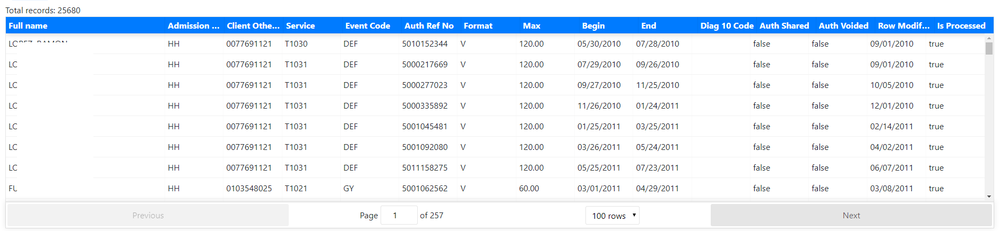 Total records: 25680
Full name Admission ... Client Othe... Service Event Code Auth Ref No Format Max Begin End Diag 10 Code Auth Shared Auth Voided Row Modif... Is Processed
HH 0077691121 T1030 DEF 5010152344 V 120.00 05/30/2010 07/28/2010 false false 09/01/2010 true
LO HH 0077691121 T1031 DEF 5000217669 V 120.00 07/29/2010 09/26/2010 false false 09/01/2010 true
LO HH 0077691121 T1031 DEF 5000277023 V 120.00 09/27/2010 11/25/2010 false false 10/05/2010 true
LO HH 0077691121 T1031 DEF 5000335892 V 120.00 11/26/2010 01/24/2011 false false 12/01/2010 true
LO HH 0077691121 T1031 DEF 5001045481 V 120.00 01/25/2011 03/25/2011 false false 02/14/2011 true
LO HH 0077691121 T1031 DEF 5001092080 V 120.00 03/26/2011 05/24/2011 false false 04/02/2011 true
LO HH 0077691121 T1031 DEF 5011158275 V 120.00 05/25/2011 07/23/2011 false false 06/07/2011 true
FU HH 0103548025 T1021 GY 5001062562 V 60.00 03/01/2011 04/29/2011 false false 03/08/2011 true
Previous Page 1 of 257 100 rows Next